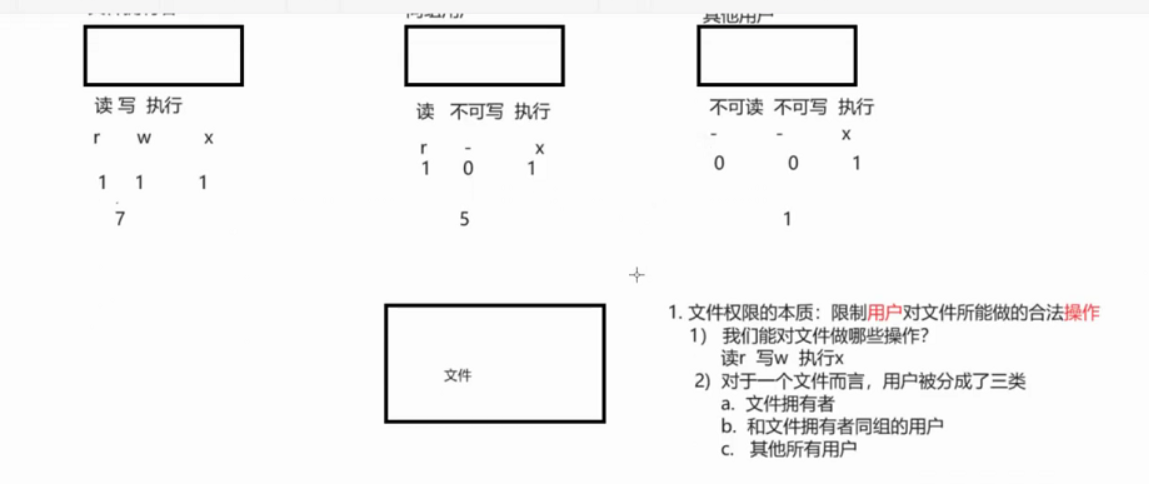 同组用户
其他用户
读 写 执行
r w x
1 1 1
7
读 不可写 执行
r - x
1 0 1
5
不可读 不可写 执行
- - x
0 0 1
1
文件
1. 文件权限的本质：限制用户对文件所能做的合法操作
1） 我们能对文件做哪些操作？
读r 写w 执行x
2) 对于一个文件而言，用户被分成了三类
a. 文件拥有者
b. 和文件拥有者同组的用户
c. 其他所有用户